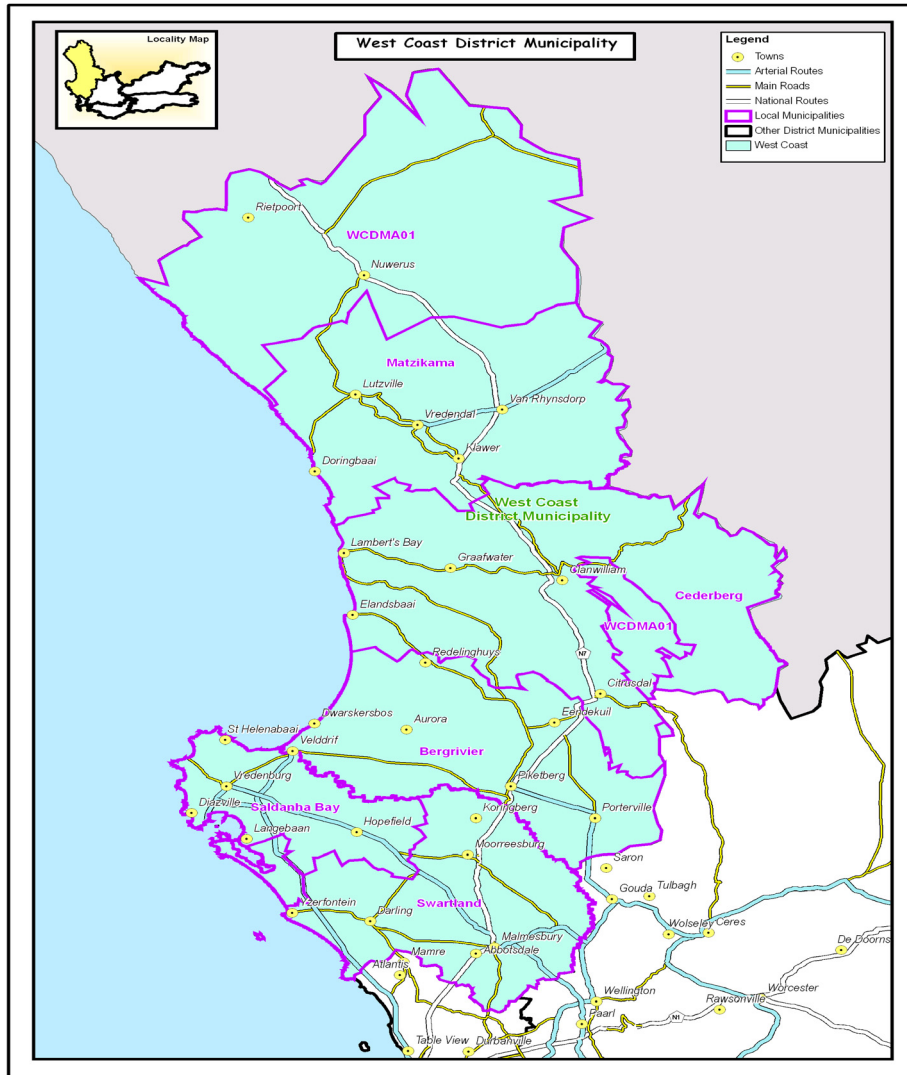 Locality Map
West Coast District Municipality
Legend
Towns
Arterial Routes
Main Roads
National Routes
Local Municipalities
Other District Municipalities
West Coast
Rietpoort
WCDMA01
Nuwerus
Matzikama
Lutzville
Van Rhynsdorp
Vredendal
Klawer
Doringbaai
West Coast
District Municipality
Lambert's Bay
Graafwater
Clanwilliam
Cederberg
Elandsbaai
WCDMA01
N7
Redelinghuys
Citrusdal
Dwarskersbos
Aurora
Eendekuil
St Helenabaai
Velddrif
Bergrivier
Vredenburg
Piketberg
Diazville
Saldanha Bay
Koringberg
Porterville
Langebaan
Hopefield
Moorreesburg
Saron
Gouda
Tulbagh
Yzerfontein
Darling
Swartland
Wolseley
Ceres
Malmesbury
Abbotsdale
De Doorns
Mamre
Atlantis
Wellington
Worcester
Rawsonville
Paarl
N1
Table View
Durbanville